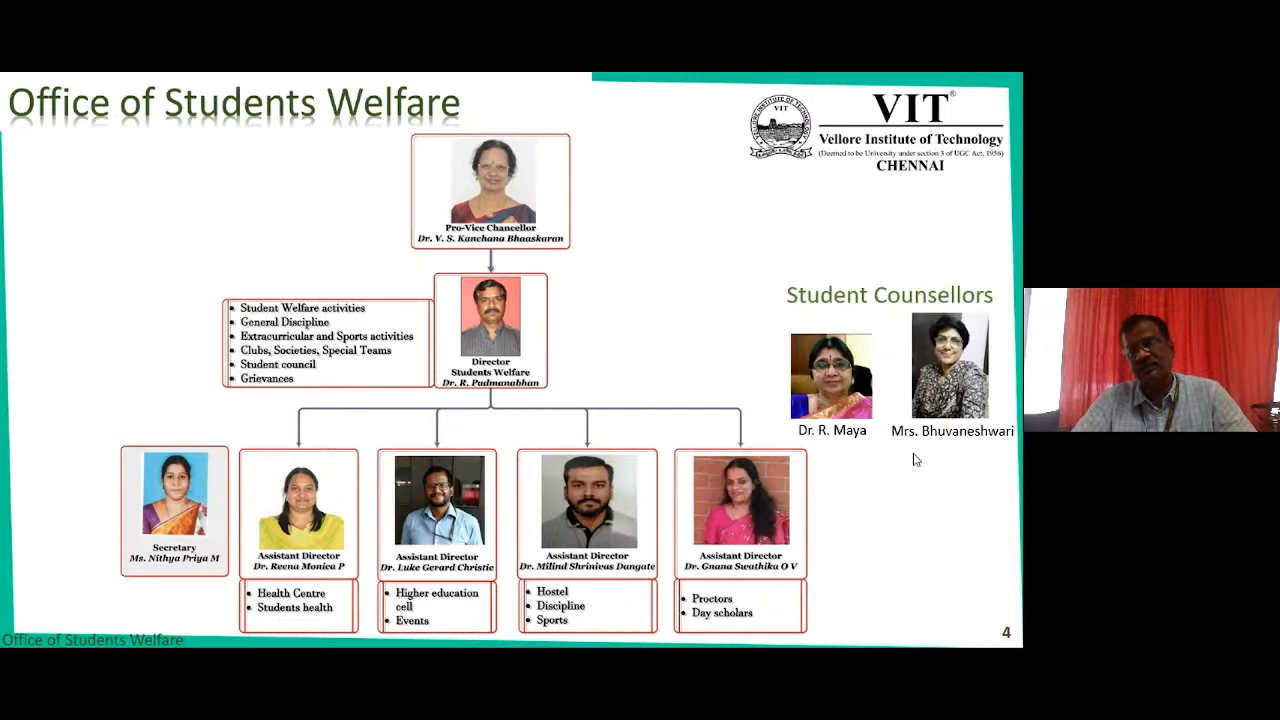 Office of Students Welfare
VIT®
Vellore Institute of Technology
(Deemed to be University under section 3 of UGC Act, 1956)
CHENNAI
VELLORE INSTITUTE OF TECHNOLOGY
VIT
Pro-Vice Chancellor
Dr. V. S. Kanchana Bhaaskaran
• Student Welfare activities
• General Discipline
• Extracurricular and Sports activities
• Clubs, Societies, Special Teams
• Student council
• Grievances
Director
Students Welfare
Dr. R. Padmanabhan
Student Counsellors
Dr. R. Maya
Mrs. Bhuvaneshwari
Secretary
Ms. Nithya Priya M
Assistant Director
Dr. Reena Monica P
• Health Centre
• Students health
Assistant Director
Dr. Luke Gerard Christie
• Higher education
cell
• Events
Assistant Director
Dr. Milind Shrinivas Dangate
• Hostel
• Discipline
• Sports
Assistant Director
Dr. Gnana Swathika O V
• Proctors
• Day scholars
Office of Students Welfare
4